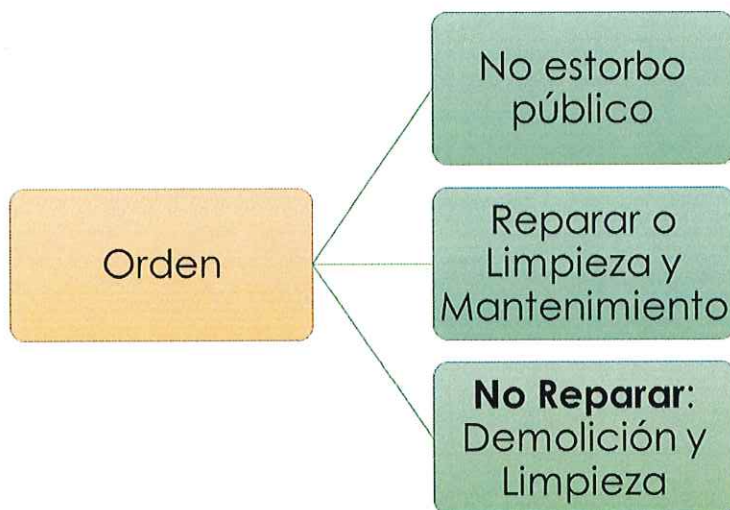 Orden
No estorbo
público
Reparar o
Limpieza y
Mantenimiento
No Reparar:
Demolición y
Limpieza